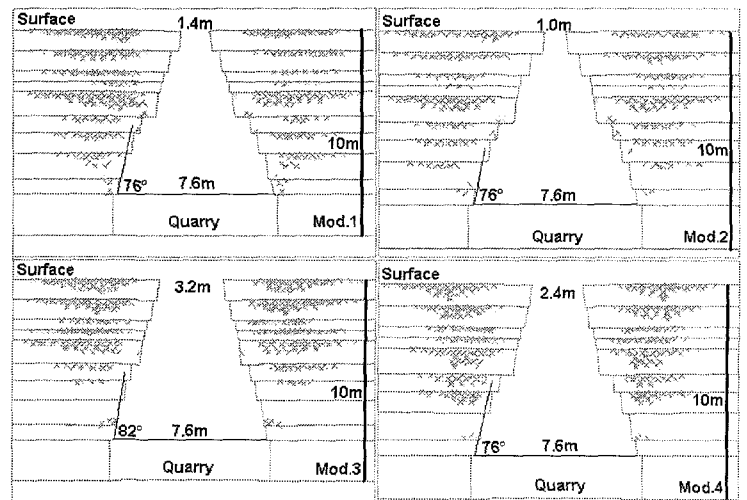 Surface
1.4m
10m
76° 7.6m
Quarry Mod.1
Surface
1.0m
10m
76° 7.6m
Quarry Mod.2
Surface
3.2m
10m
82° 7.6m
Quarry Mod.3
Surface
2.4m
10m
76° 7.6m
Quarry Mod.4